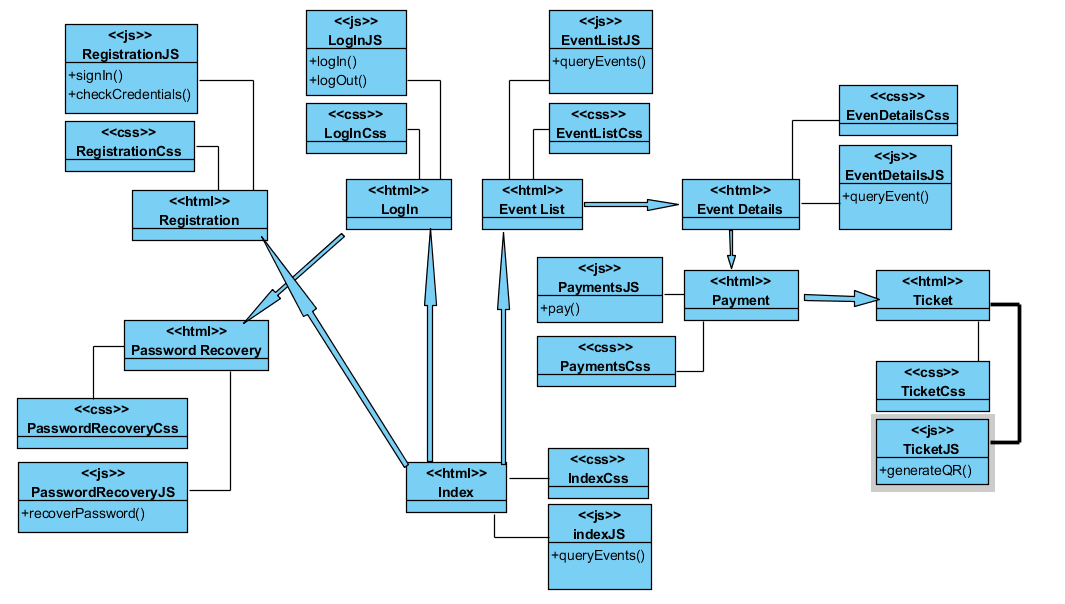 <<js>>
RegistrationJS
+signIn()
+checkCredentials()
<<css>>
RegistrationCss
<<html>>
Registration
<<js>>
LogInJS
+logIn()
+logOut()
<<css>>
LogInCss
<<html>>
LogIn
<<js>>
EventListJS
+queryEvents()
<<css>>
EventListCss
<<html>>
Event List
<<css>>
EvenDetailsCss
<<js>>
EventDetailsJS
+queryEvent()
<<html>>
Event Details
<<js>>
PaymentsJS
+pay()
<<html>>
Payment
<<css>>
PaymentsCss
<<html>>
Ticket
<<css>>
TicketCss
<<js>>
TicketJS
+generateQR()
<<html>>
Password Recovery
<<css>>
PasswordRecoveryCss
<<js>>
PasswordRecoveryJS
+recoverPassword()
<<html>>
Index
<<css>>
IndexCss
<<js>>
indexJS
+queryEvents()